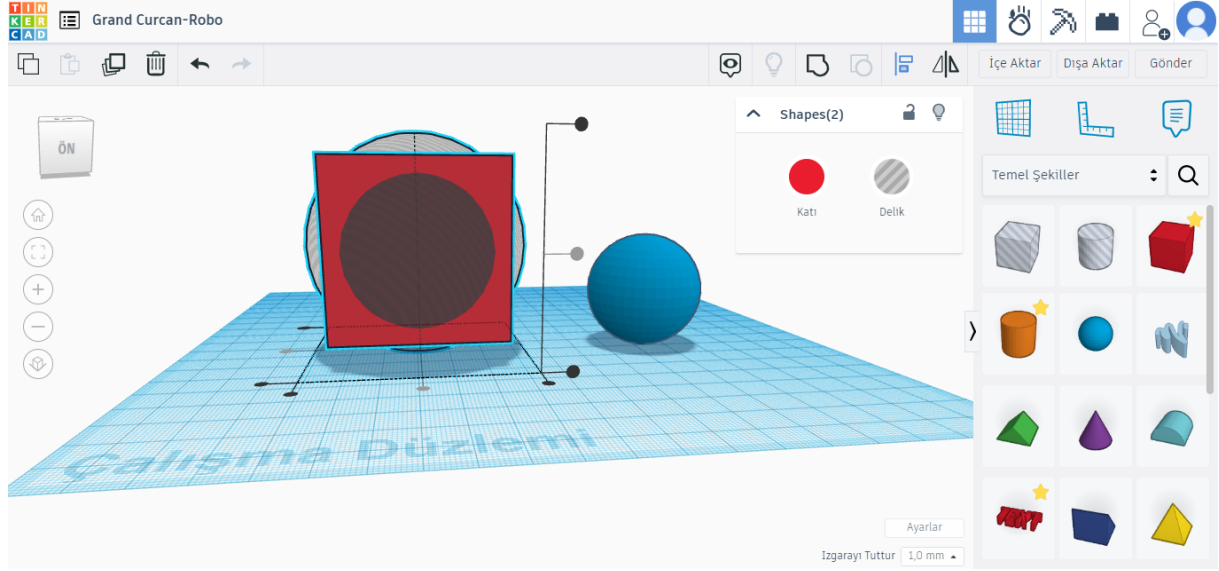 TIN
KER
CAD
Grand Curcan-Robo
İçe Aktar
Dışa Aktar
Gönder
ÖN
Shapes(2)
Katı
Delik
Temel Şekiller
TEXT
Çalışma Düzlemi
Ayarlar
Izgarayı Tuttur
1,0 mm